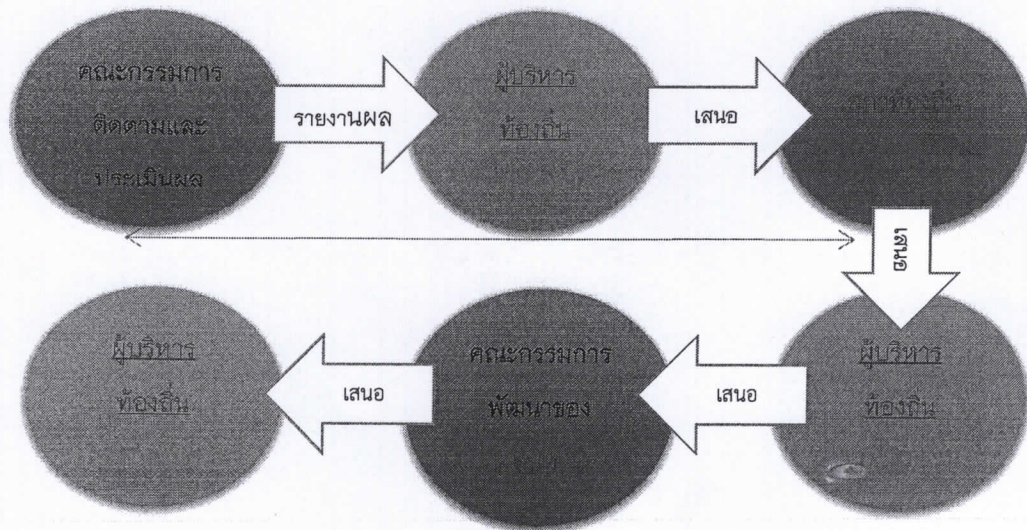 คณะกรรมการ
ติดตามและ
ประเมินผล
รายงานผล
ผู้บริหาร
ท้องถิ่น
เสนอ
สภาท้องถิ่น
เสนอ
ผู้บริหาร
ท้องถิ่น
เสนอ
คณะกรรมการ
พัฒนาของ
เสนอ
ผู้บริหาร
ท้องถิ่น